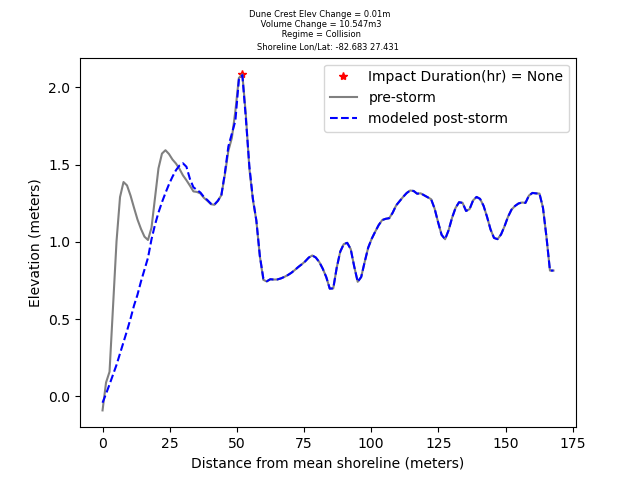 Dune Crest Elev Change = 0.01m
Volume Change = 10.547m3
Regime = Collision
Shoreline Lon/Lat: -82.683 27.431
Impact Duration(hr) = None
pre-storm
modeled post-storm
Elevation (meters)
2.0
1.5
1.0
0.5
0.0
0 25 50 75 100 125 150 175
Distance from mean shoreline (meters)